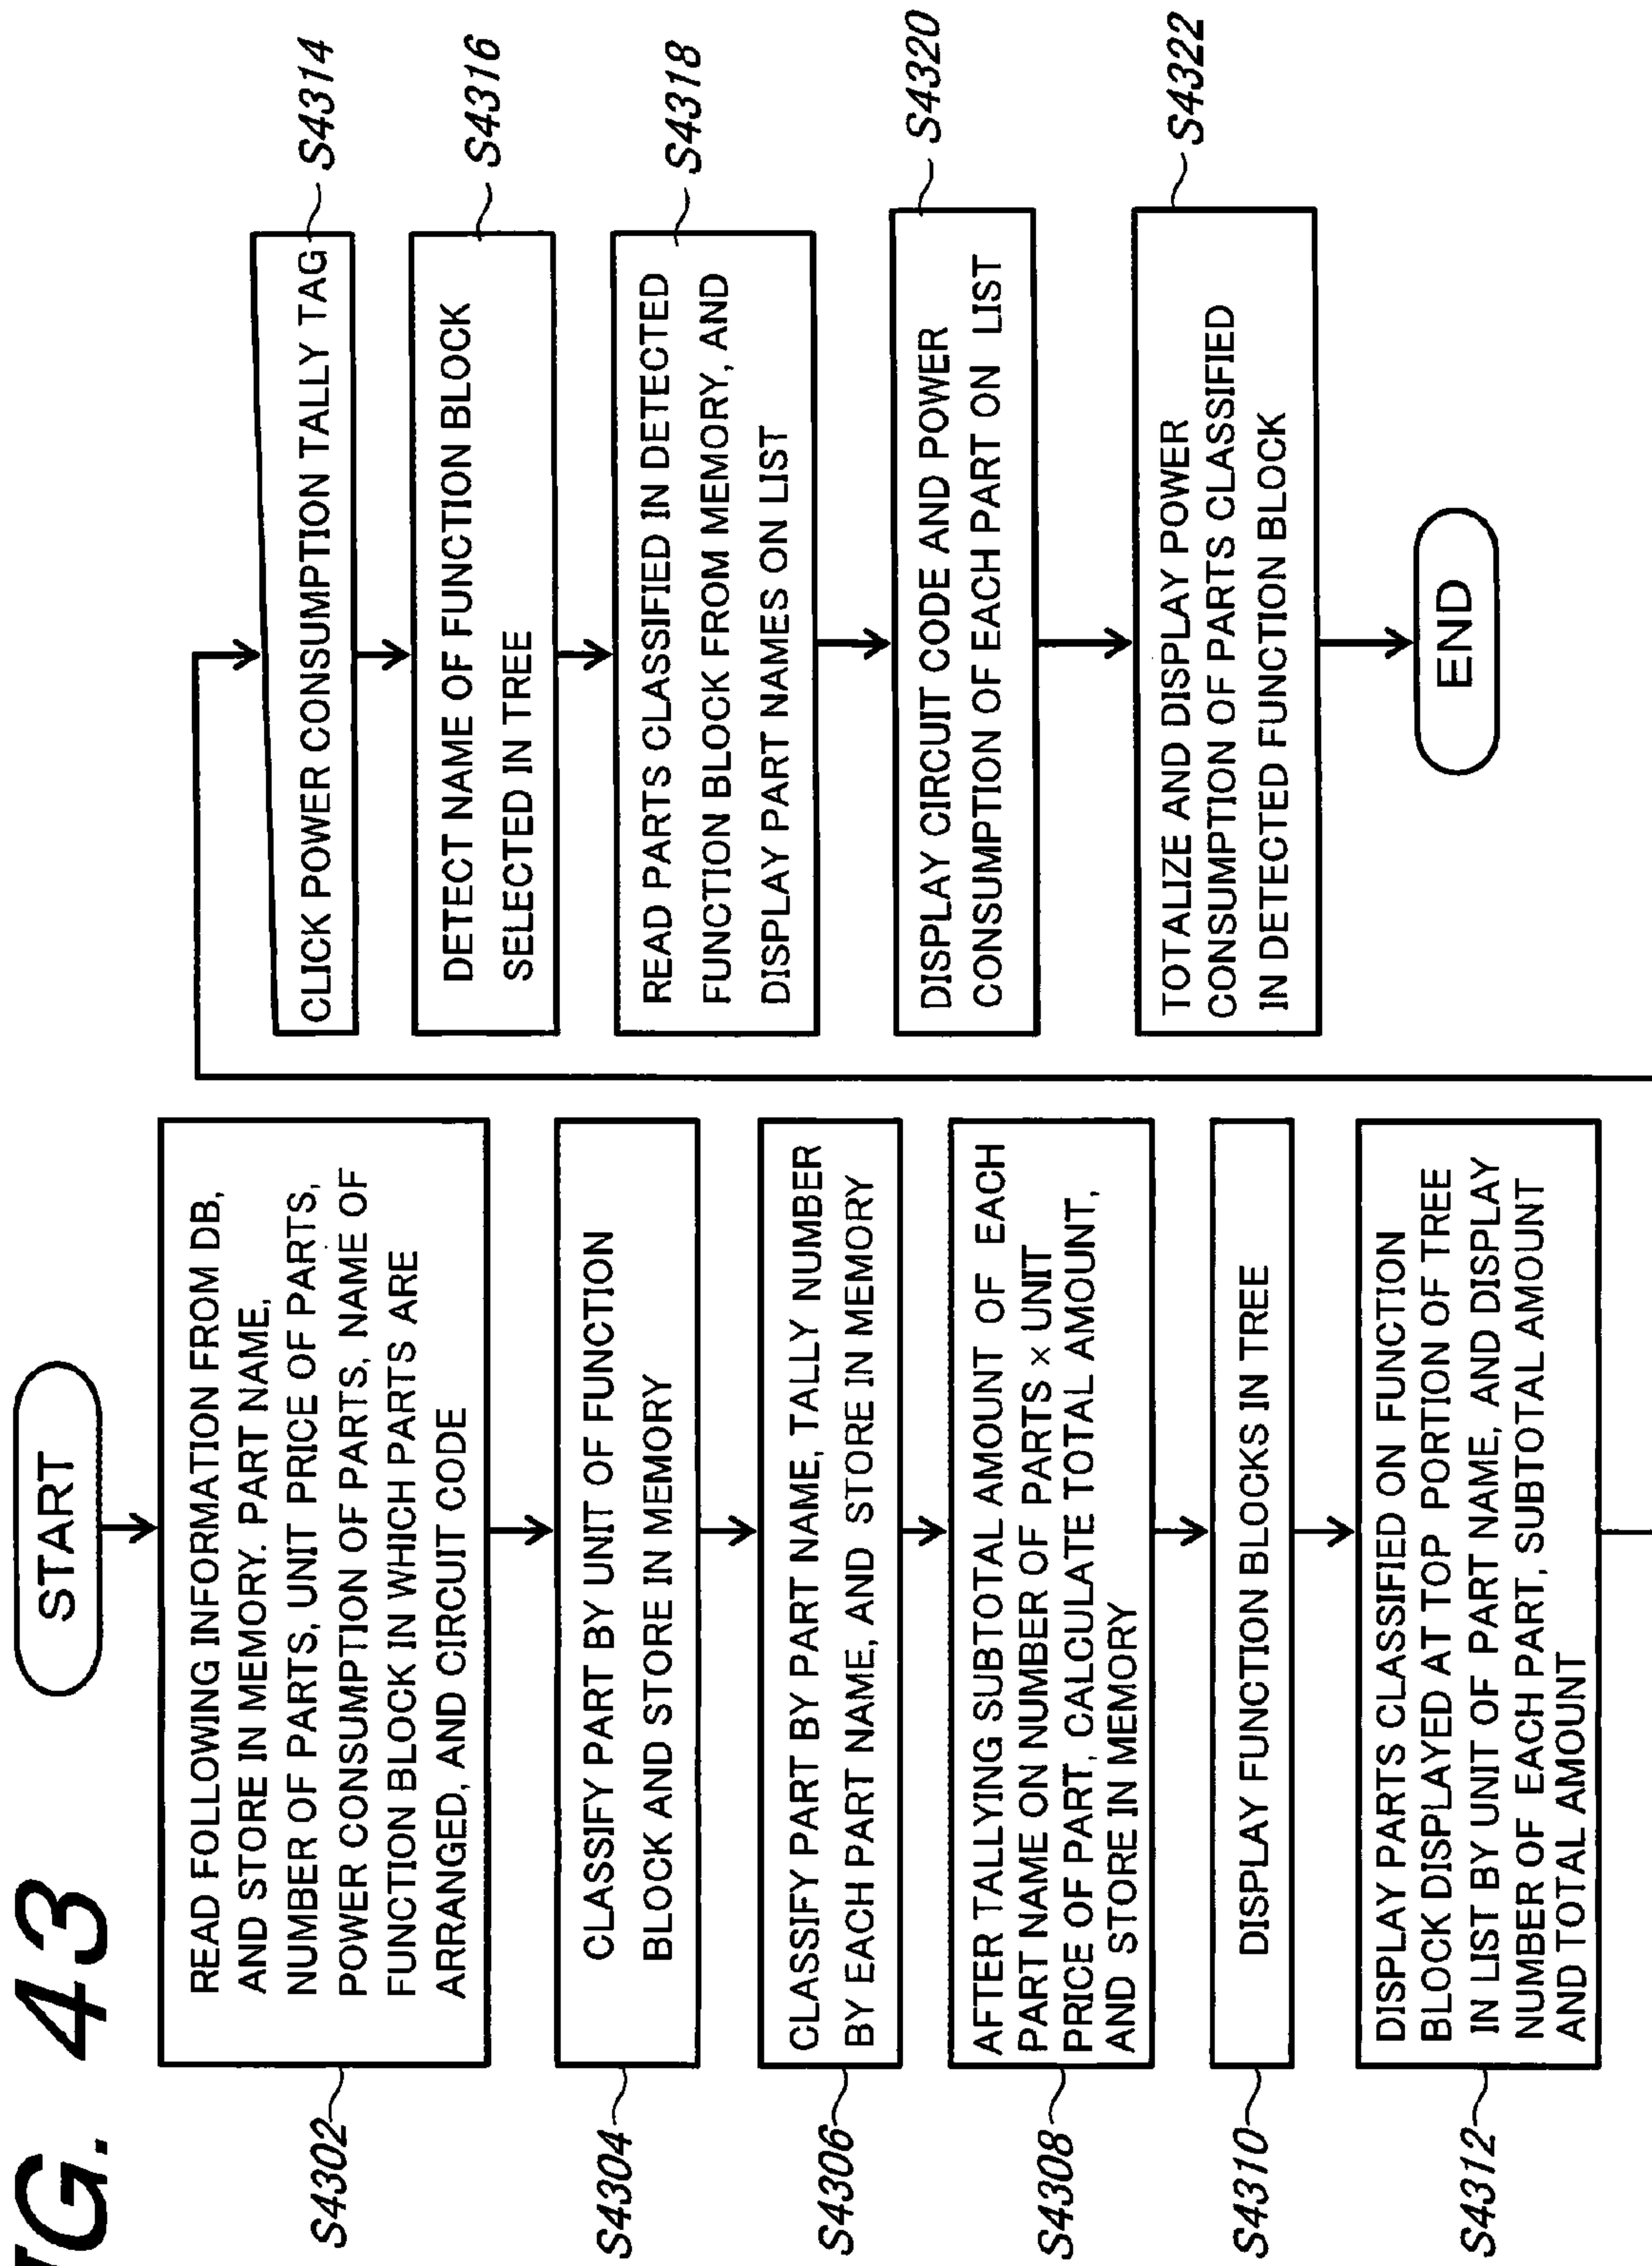 IG. 43
START
S4302
READ FOLLOWING INFORMATION FROM DB,
AND STORE IN MEMORY. PART NAME,
NUMBER OF PARTS, UNIT PRICE OF PARTS,
POWER CONSUMPTION OF PARTS, NAME OF
FUNCTION BLOCK IN WHICH PARTS ARE
ARRANGED, AND CIRCUIT CODE
S4304
CLASSIFY PART BY UNIT OF FUNCTION
BLOCK AND STORE IN MEMORY
S4306
CLASSIFY PART BY PART NAME, TALLY NUMBER
BY EACH PART NAME, AND STORE IN MEMORY
S4308
AFTER TALLYING SUBTOTAL AMOUNT OF EACH
PART NAME ON NUMBER OF PARTS × UNIT
PRICE OF PART, CALCULATE TOTAL AMOUNT,
AND STORE IN MEMORY
S4310
DISPLAY FUNCTION BLOCKS IN TREE
S4312
DISPLAY PARTS CLASSIFIED ON FUNCTION
BLOCK DISPLAYED AT TOP PORTION OF TREE
IN LIST BY UNIT OF PART NAME, AND DISPLAY
NUMBER OF EACH PART, SUBTOTAL AMOUNT
AND TOTAL AMOUNT
CLICK POWER CONSUMPTION TALLY TAG
S4314
DETECT NAME OF FUNCTION BLOCK
SELECTED IN TREE
S4316
READ PARTS CLASSIFIED IN DETECTED
FUNCTION BLOCK FROM MEMORY, AND
DISPLAY PART NAMES ON LIST
S4318
DISPLAY CIRCUIT CODE AND POWER
CONSUMPTION OF EACH PART ON LIST
S4320
TOTALIZE AND DISPLAY POWER
CONSUMPTION OF PARTS CLASSIFIED
IN DETECTED FUNCTION BLOCK
S4322
END